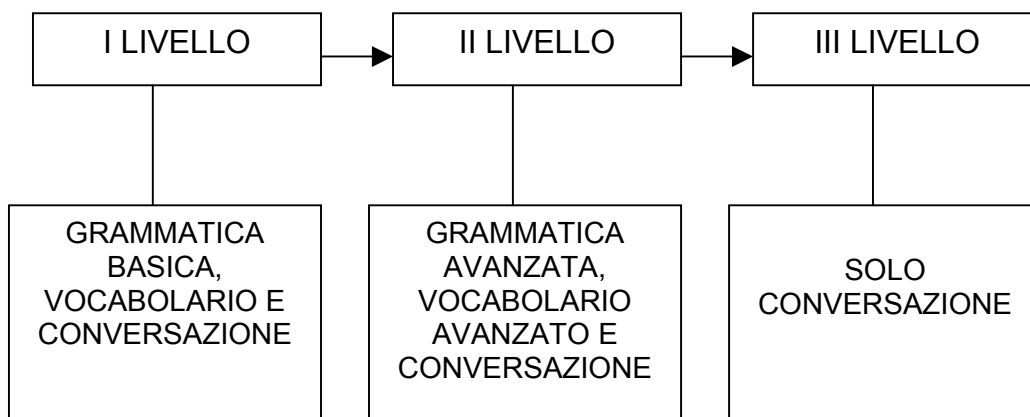 I LIVELLO
II LIVELLO
III LIVELLO
GRAMMATICA
BASICA,
VOCABOLARIO E
CONVERSAZIONE
GRAMMATICA
AVANZATA,
VOCABOLARIO
AVANZATO E
CONVERSAZIONE
SOLO
CONVERSAZIONE